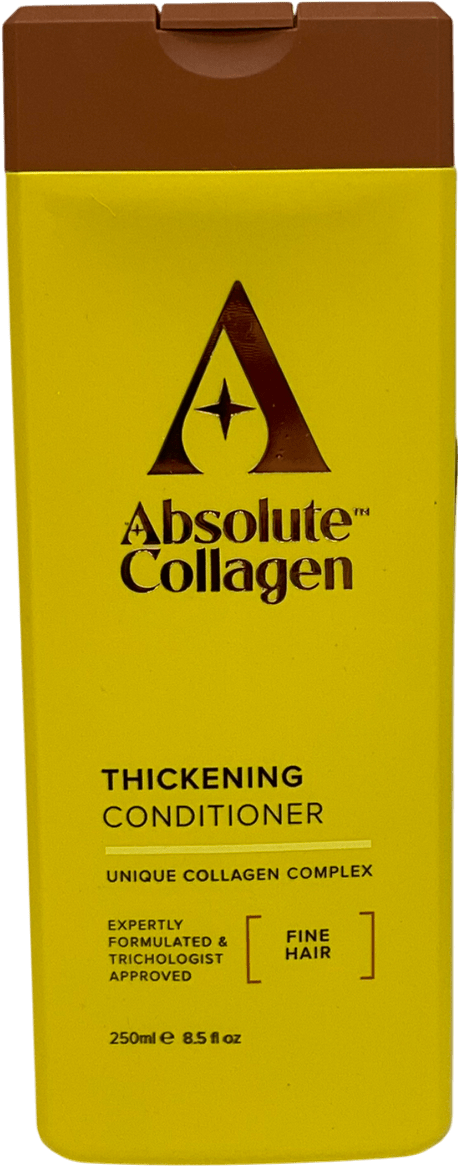 Absolute™
Collagen
THICKENING
CONDITIONER
UNIQUE COLLAGEN COMPLEX
EXPERTLY
FORMULATED &
TRICHOLOGIST
APPROVED
FINE
HAIR
250ml ℮ 8.5 fl oz